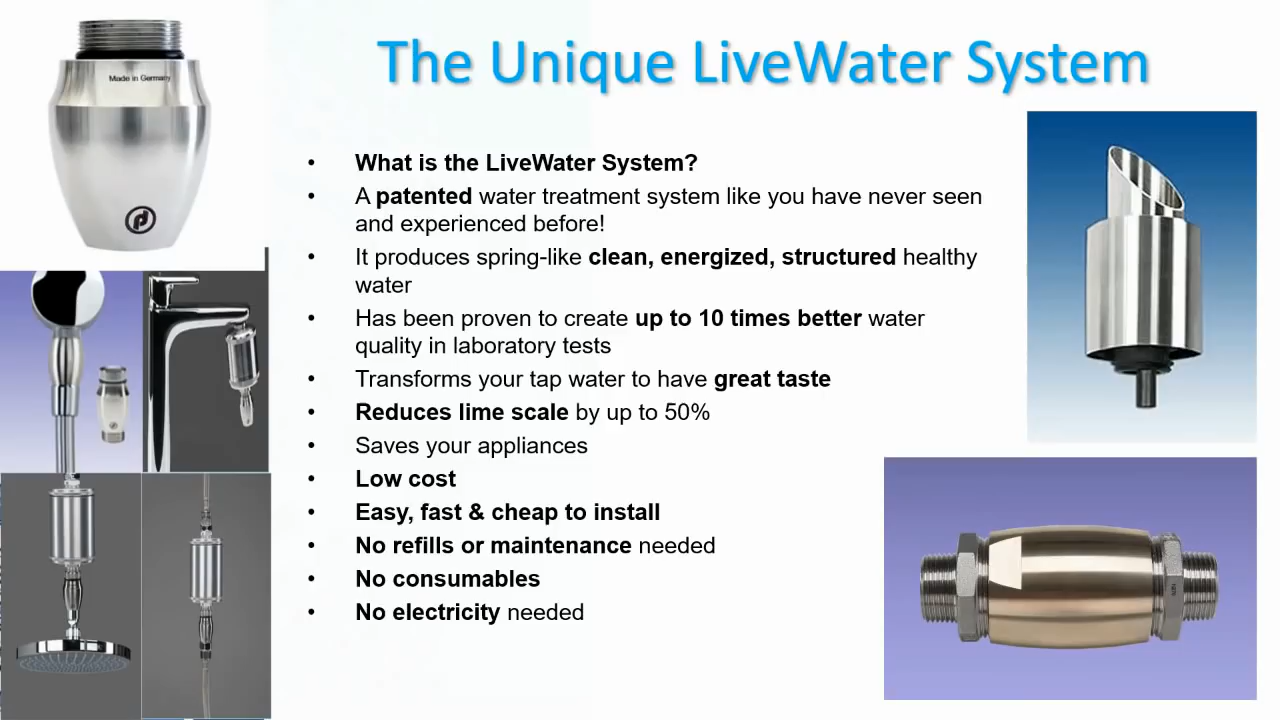 The Unique LiveWater System
Made in Germany
• What is the LiveWater System?
• A patented water treatment system like you have never seen
and experienced before!
• It produces spring-like clean, energized, structured healthy
water
• Has been proven to create up to 10 times better water
quality in laboratory tests
• Transforms your tap water to have great taste
• Reduces lime scale by up to 50%
• Saves your appliances
• Low cost
• Easy, fast & cheap to install
• No refills or maintenance needed
• No consumables
• No electricity needed